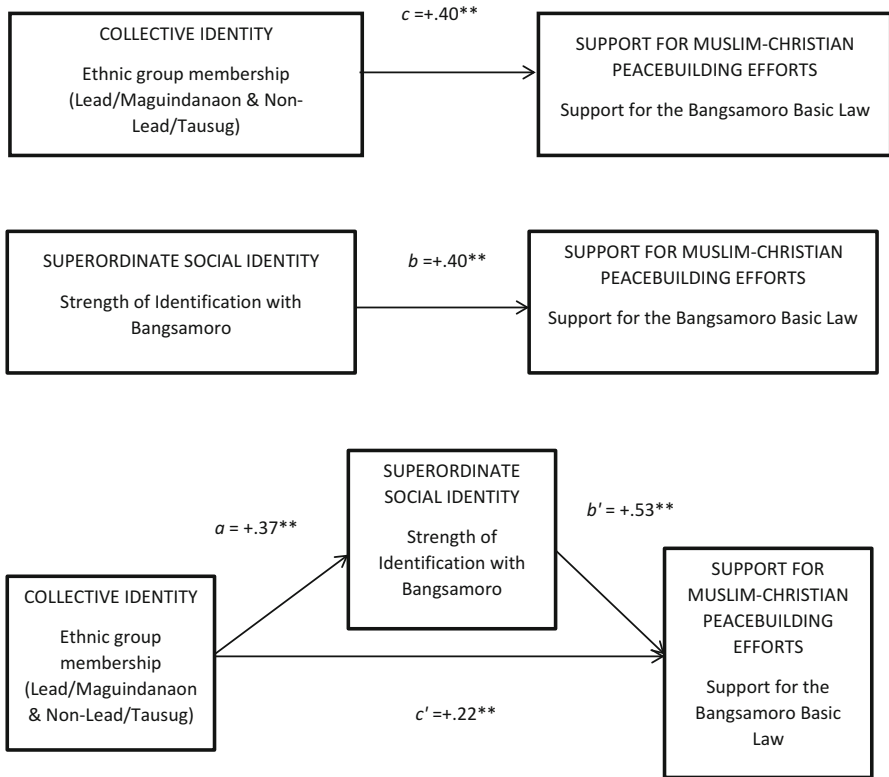 c =+.40**
COLLECTIVE IDENTITY
Ethnic group membership
(Lead/Maguindanaon & Non-
Lead/Tausug)
SUPPORT FOR MUSLIM-CHRISTIAN
PEACEBUILDING EFFORTS
Support for the Bangsamoro Basic Law
SUPERORDINATE SOCIAL IDENTITY
Strength of Identification with
Bangsamoro
b =+.40**
SUPPORT FOR MUSLIM-CHRISTIAN
PEACEBUILDING EFFORTS
Support for the Bangsamoro Basic Law
SUPERORDINATE
SOCIAL IDENTITY
Strength of
Identification with
Bangsamoro
a = +.37**
b' = +.53**
COLLECTIVE IDENTITY
Ethnic group
membership
(Lead/Maguindanaon
& Non-Lead/Tausug)
c' =+.22**
SUPPORT FOR
MUSLIM-CHRISTIAN
PEACEBUILDING
EFFORTS
Support for the
Bangsamoro Basic
Law